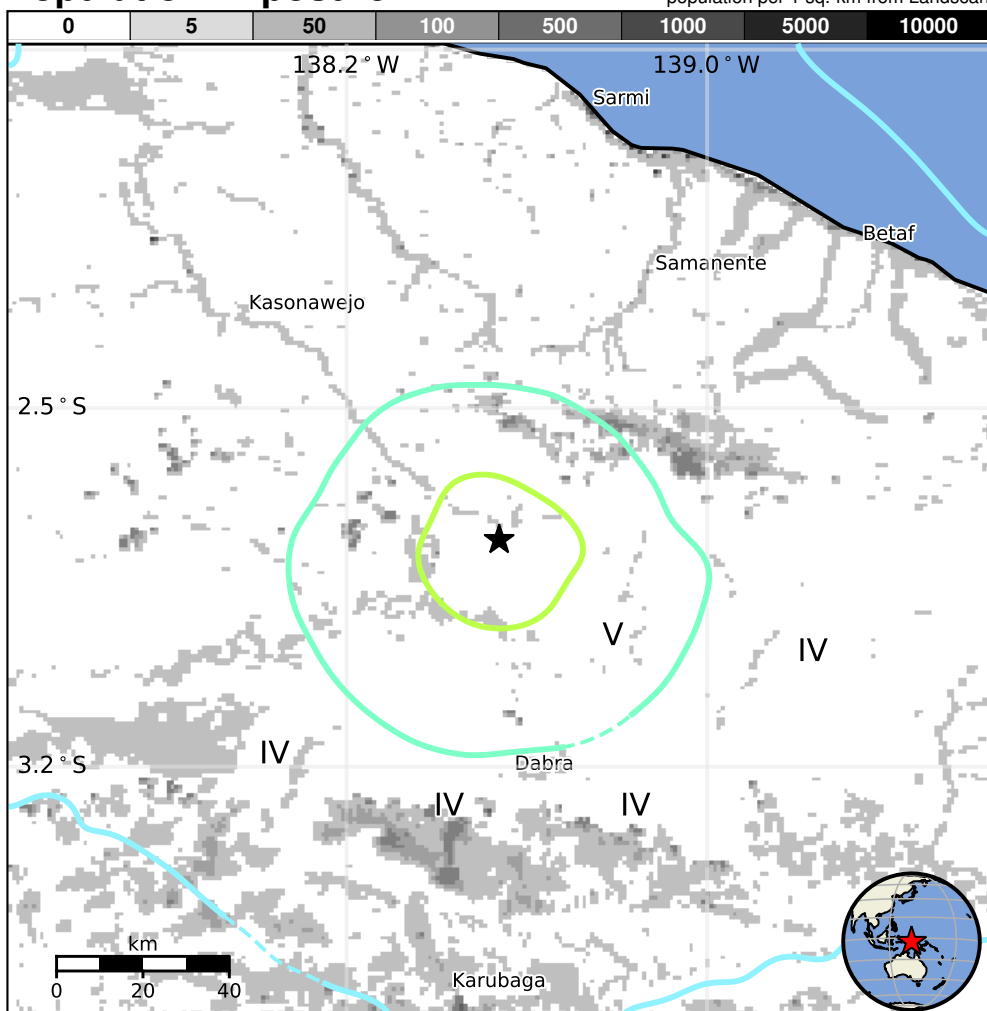 population per 1 sq. km from Landscan
0 5 50 100 500 1000 5000 10000
138.2°W 139.0°W
Sarmi
Betaf
Samanente
Kasonawejo
2.5°S
V
IV
IV
3.2°S
Dabra
IV IV
km
0 20 40
Karubaga